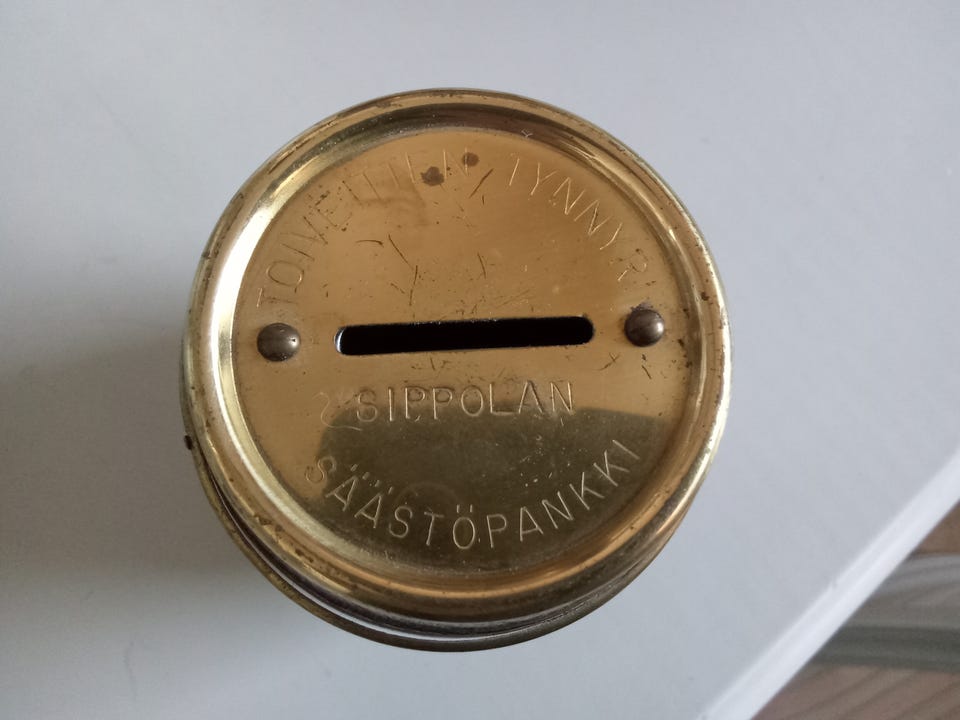 TOIVEITTEN TYNNYRI
SIPPOLAN
SÄÄSTÖPANKKI